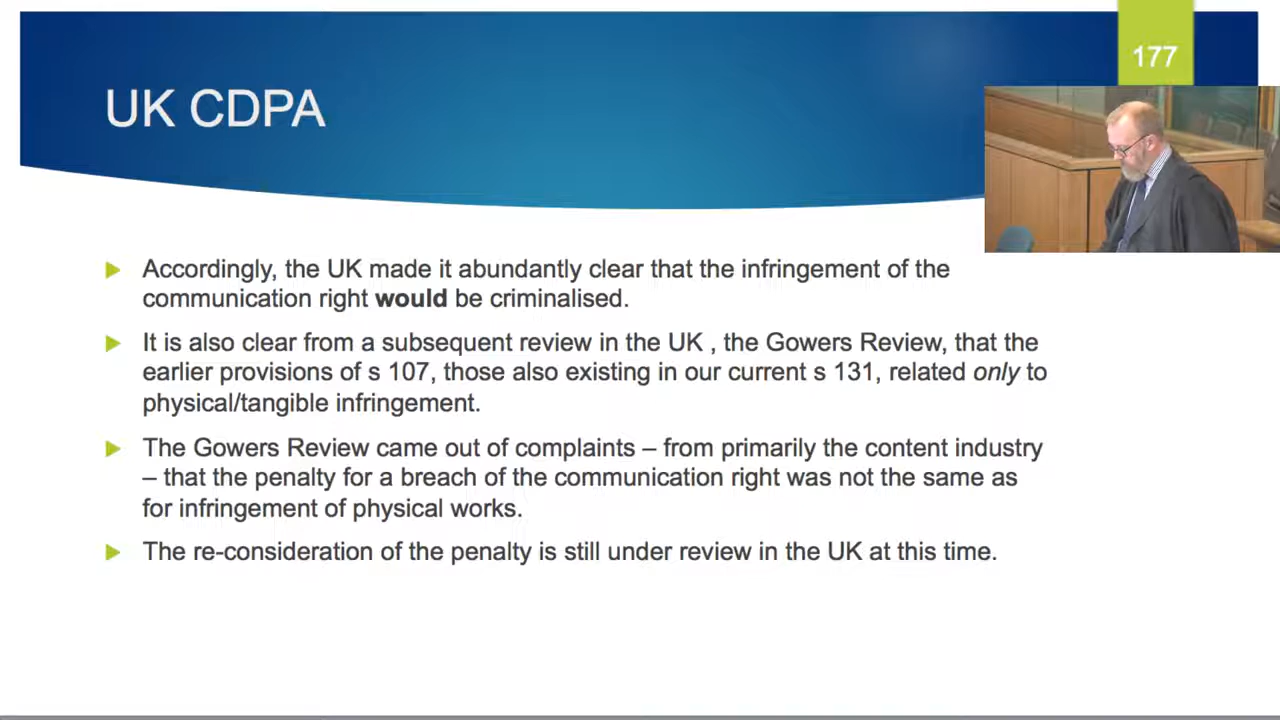 177
UK CDPA
Accordingly, the UK made it abundantly clear that the infringement of the
communication right would be criminalised.
It is also clear from a subsequent review in the UK , the Gowers Review, that the
earlier provisions of s 107, those also existing in our current s 131, related only to
physical/tangible infringement.
The Gowers Review came out of complaints – from primarily the content industry
– that the penalty for a breach of the communication right was not the same as
for infringement of physical works.
The re-consideration of the penalty is still under review in the UK at this time.